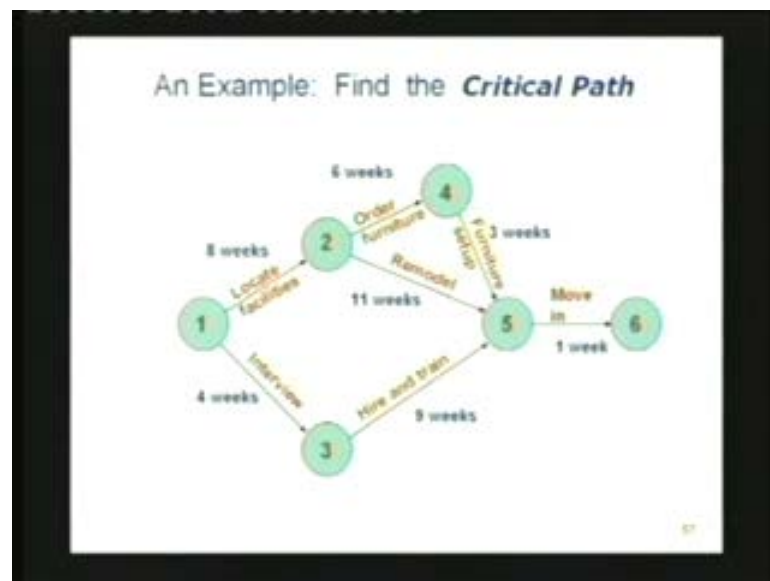 An Example: Find the Critical Path
6 weeks
4
Order
furniture
Furniture
setup
3 weeks
8 weeks
2
Locate
facilities
Remodel
11 weeks
Move
in
1
5
6
1 week
Interview
4 weeks
Hire and train
9 weeks
3